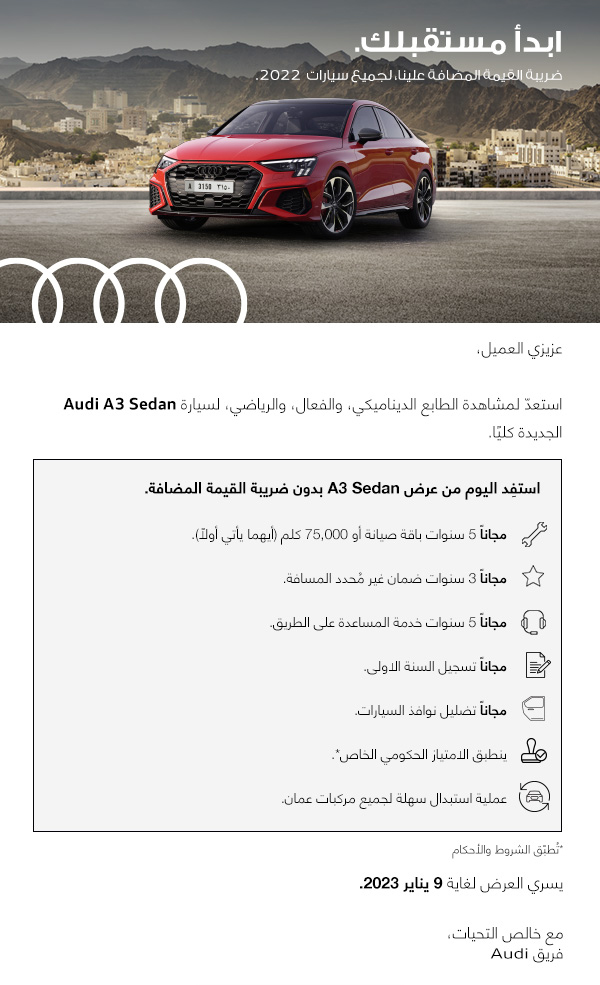 ابدأ مستقبلك.
ضريبة القيمة المضافة علينا، لجميع سيارات 2022.
A 3150 ٣١٥٠
عزيزي العميل،
استعدّ لمشاهدة الطابع الديناميكي، والفعال، والرياضي، لسيارة Audi A3 Sedan
الجديدة كليًا.
استفِد اليوم من عرض A3 Sedan بدون ضريبة القيمة المضافة.
مجاناً 5 سنوات باقة صيانة أو 75,000 كلم (أيهما يأتي أولاً).
مجاناً 3 سنوات ضمان غير مُحدد المسافة.
مجاناً 5 سنوات خدمة المساعدة على الطريق.
مجاناً تسجيل السنة الاولى.
مجاناً تضليل نوافذ السيارات.
ينطبق الامتياز الحكومي الخاص*.
عملية استبدال سهلة لجميع مركبات عمان.
*تُطبّق الشروط والأحكام
يسري العرض لغاية 9 يناير 2023.
مع خالص التحيات،
فريق Audi